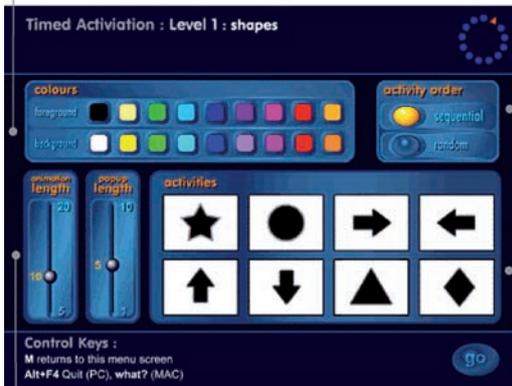 Timed Activiation : Level 1 : shapes
colours
foreground
background
activity order
sequential
random
animation
length
20
10
5
popup
length
10
5
1
activities
Control Keys :
M returns to this menu screen
Alt+F4 Quit (PC), what? (MAC)
go